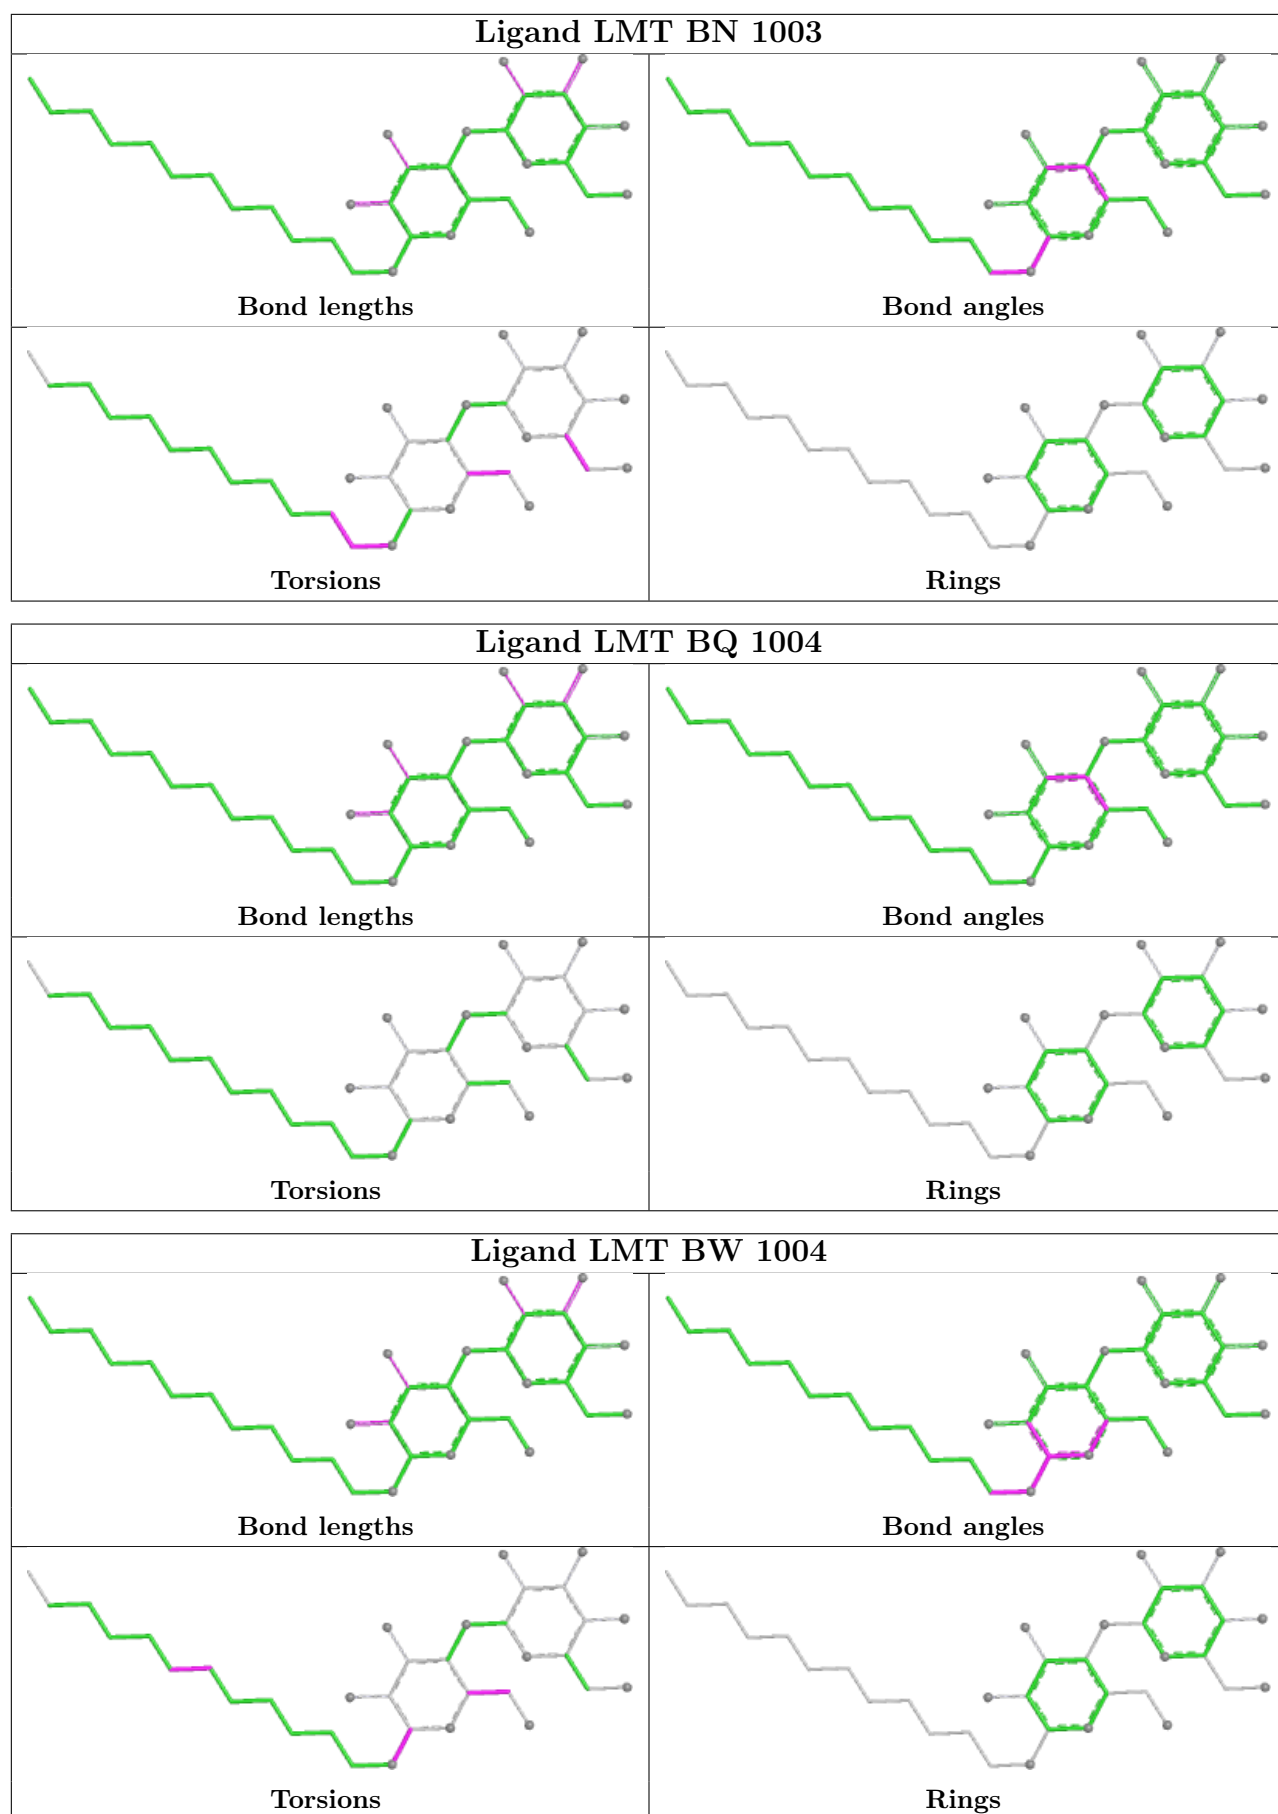 Ligand LMT BN 1003
Bond lengths
Bond angles
Torsions
Rings
Ligand LMT BQ 1004
Bond lengths
Bond angles
Torsions
Rings
Ligand LMT BW 1004
Bond lengths
Bond angles
Torsions
Rings